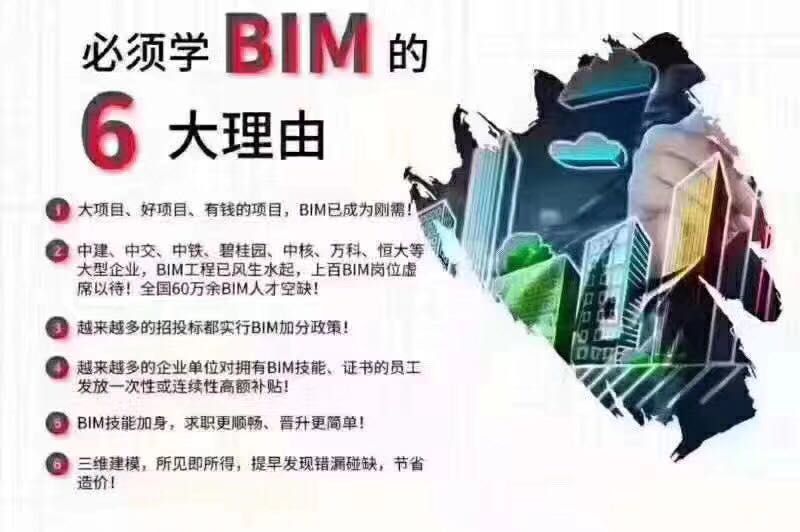 必须学 BIM 的
6 大理由
1 大项目、好项目、有钱的项目，BIM已成为刚需！
2 中建、中交、中铁、碧桂园、中核、万科、恒大等
大型企业，BIM工程已风生水起，上百BIM岗位虚
席以待！全国60万余BIM人才空缺！
3 越来越多的招投标都实行BIM加分政策！
4 越来越多的企业单位对拥有BIM技能、证书的员工
发放一次性或连续性高额补贴！
5 BIM技能加身，求职更顺畅、晋升更简单！
6 三维建模，所见即所得，提早发现错漏碰缺，节省
造价！